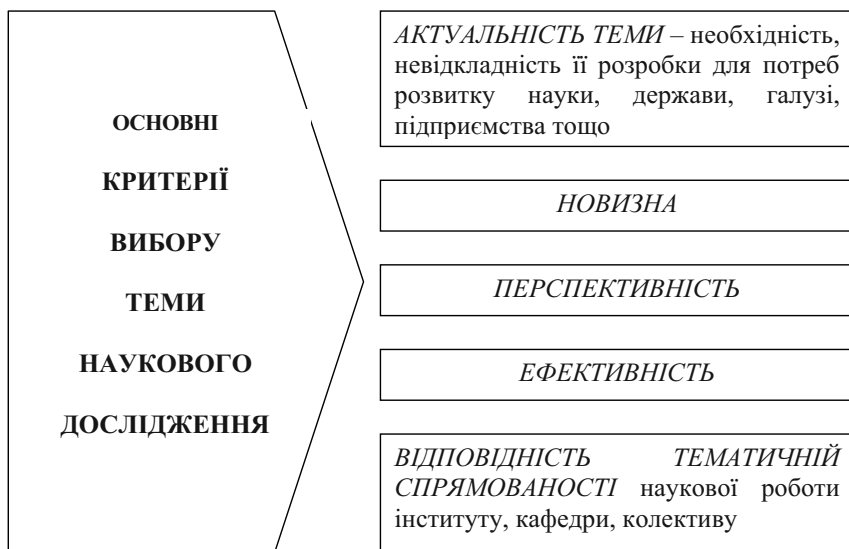 ОСНОВНІ
КРИТЕРІЇ
ВИБОРУ
ТЕМИ
НАУКОВОГО
ДОСЛІДЖЕННЯ
АКТУАЛЬНІСТЬ ТЕМИ – необхідність,
невідкладність її розробки для потреб
розвитку науки, держави, галузі,
підприємства тощо
НОВИЗНА
ПЕРСПЕКТИВНІСТЬ
ЕФЕКТИВНІСТЬ
ВІДПОВІДНІСТЬ ТЕМАТИЧНІЙ
СПРЯМОВАНОСТІ наукової роботи
інституту, кафедри, колективу